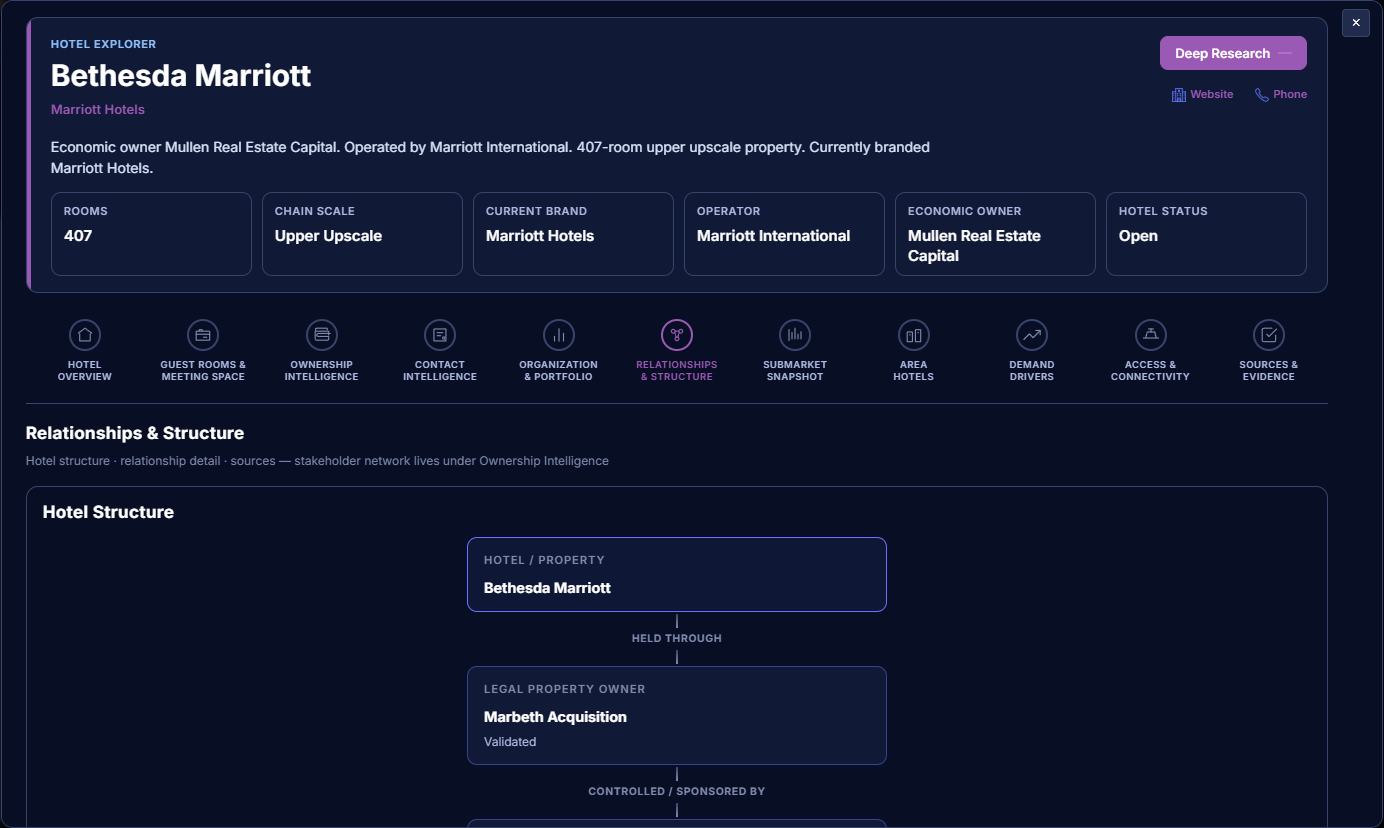 ×
HOTEL EXPLORER
Bethesda Marriott
Marriott Hotels
Deep Research —
Website
Phone
Economic owner Mullen Real Estate Capital. Operated by Marriott International. 407-room upper upscale property. Currently branded
Marriott Hotels.
ROOMS
407
CHAIN SCALE
Upper Upscale
CURRENT BRAND
Marriott Hotels
OPERATOR
Marriott International
ECONOMIC OWNER
Mullen Real Estate
Capital
HOTEL STATUS
Open
HOTEL
OVERVIEW
GUEST ROOMS &
MEETING SPACE
OWNERSHIP
INTELLIGENCE
CONTACT
INTELLIGENCE
ORGANIZATION
& PORTFOLIO
RELATIONSHIPS
& STRUCTURE
SUBMARKET
SNAPSHOT
AREA
HOTELS
DEMAND
DRIVERS
ACCESS &
CONNECTIVITY
SOURCES &
EVIDENCE
Relationships & Structure
Hotel structure · relationship detail · sources — stakeholder network lives under Ownership Intelligence
Hotel Structure
HOTEL / PROPERTY
Bethesda Marriott
HELD THROUGH
LEGAL PROPERTY OWNER
Marbeth Acquisition
Validated
CONTROLLED / SPONSORED BY